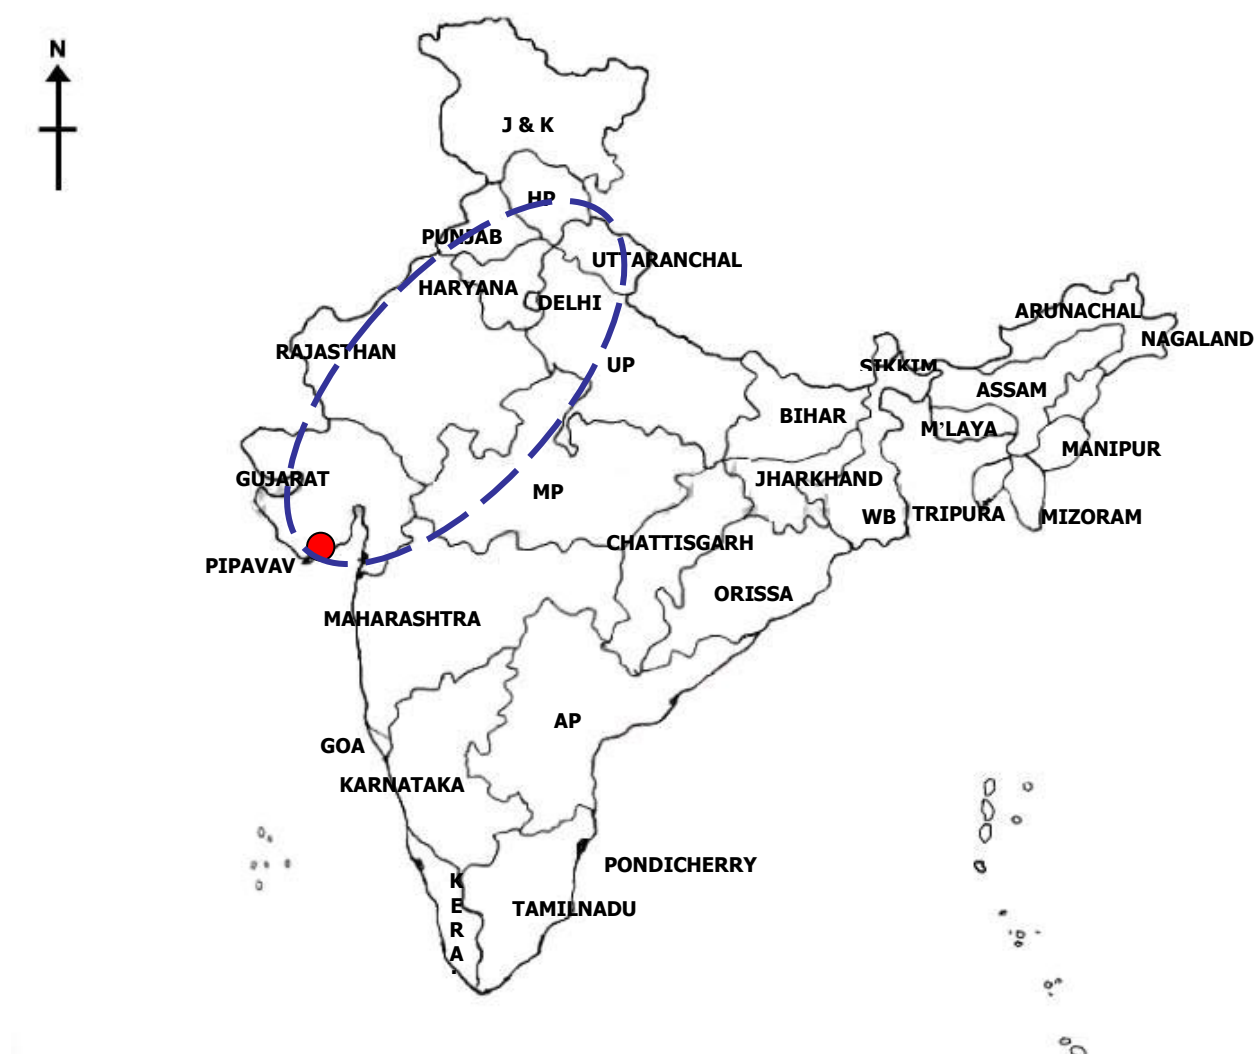 N
J & K
HP
PUNJAB
UTTARANCHAL
HARYANA
DELHI
ARUNACHAL
NAGALAND
RAJASTHAN
UP
SIKKIM
ASSAM
BIHAR
M'LAYA
MANIPUR
GUJARAT
MP
JHARKHAND
WB
TRIPURA
MIZORAM
CHATTISGARH
PIPAVAV
ORISSA
MAHARASHTRA
AP
GOA
KARNATAKA
PONDICHERRY
K
E
R
A
TAMILNADU